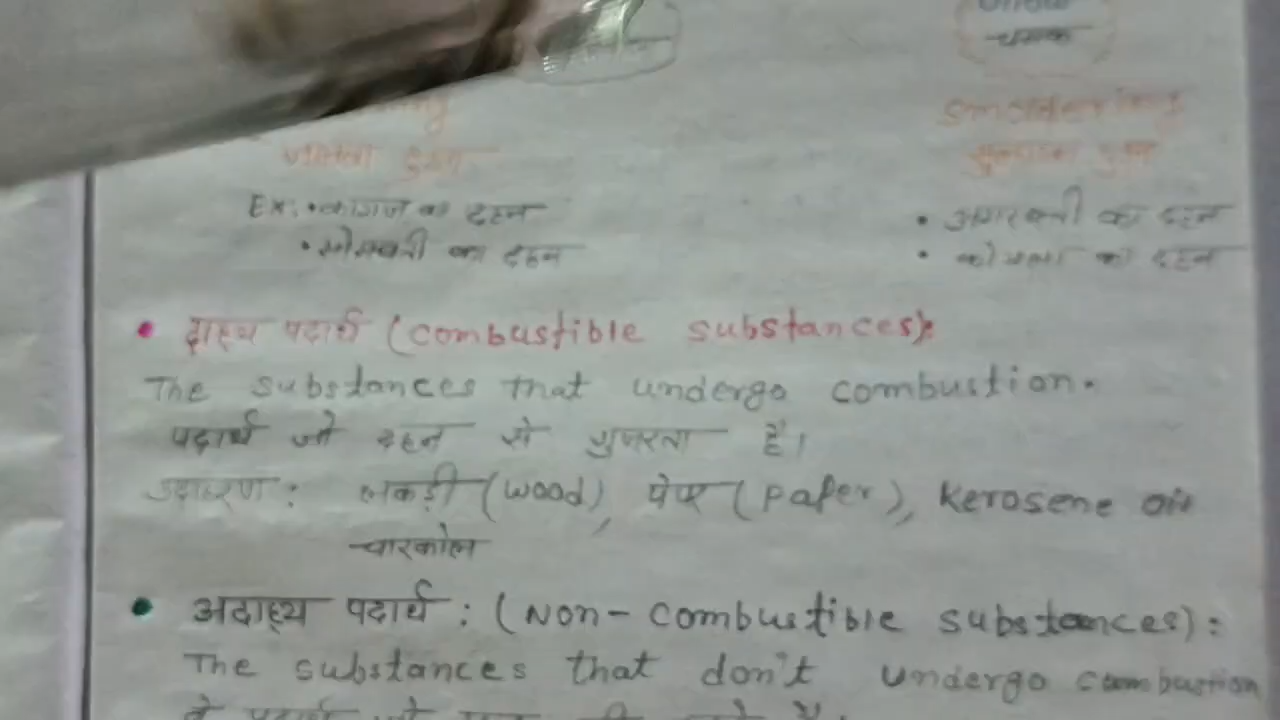 चमक
Smoldering
Ex: • कागज का दहन
• अगरबत्ती का दहन
• मोमबत्ती का दहन
• कोयला का दहन
• दाह्य पदार्थ (combustible substances):
The substances that undergo combustion.
पदार्थ जो दहन से गुजरता है।
उदाहरण: लकड़ी (wood), पेपर (paper), Kerosene oil
चारकोल
• अदाह्य पदार्थ : (Non-combustible substances):
The substances that don't undergo combustion